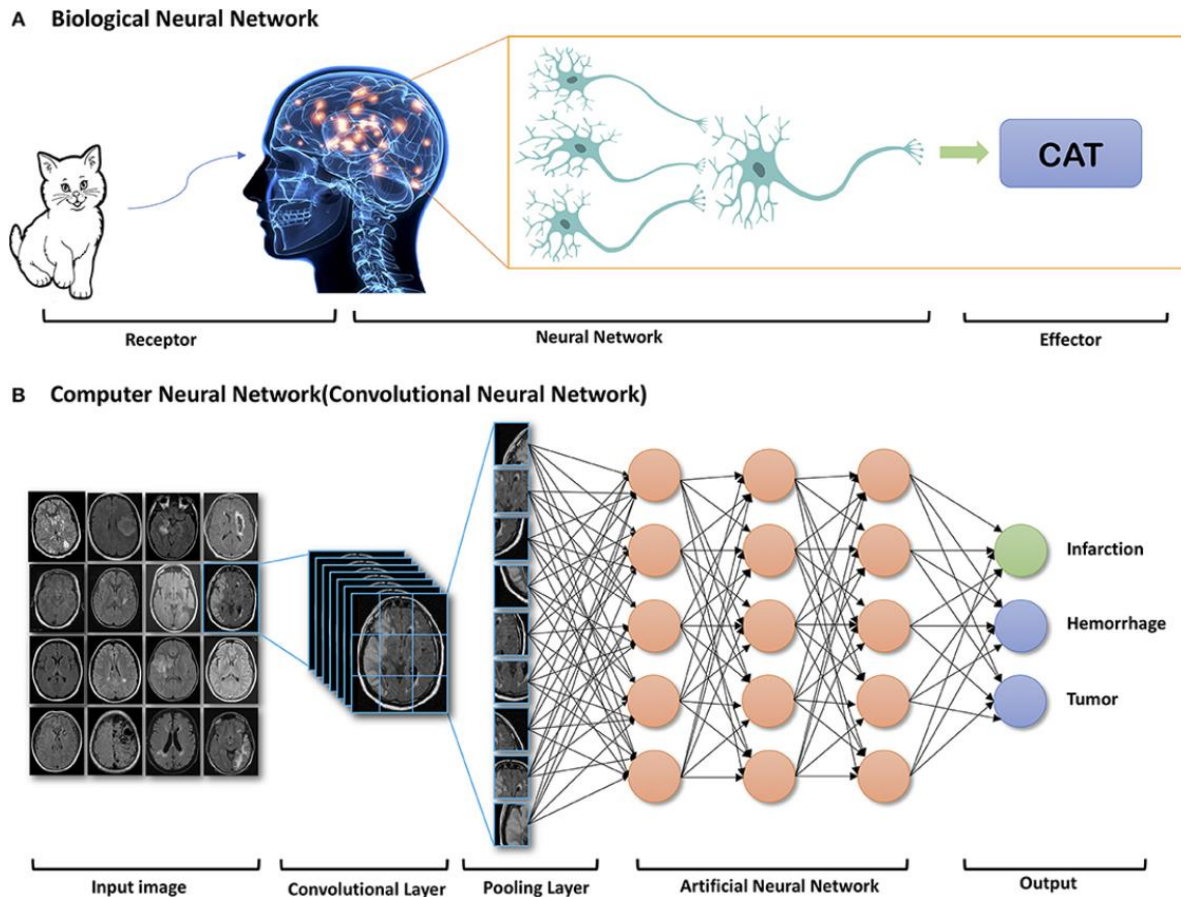 A Biological Neural Network
CAT
Receptor
Neural Network
Effector
B Computer Neural Network(Convolutional Neural Network)
Infarction
Hemorrhage
Tumor
Input image
Convolutional Layer
Pooling Layer
Artificial Neural Network
Output